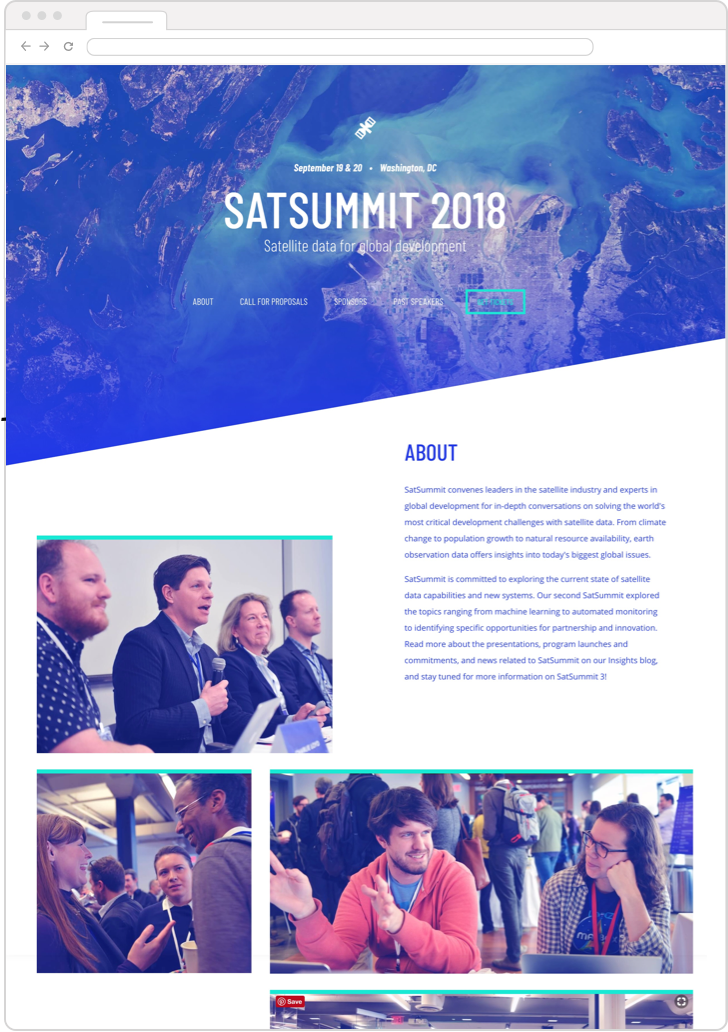 September 19 & 20 • Washington, DC
SATSUMMIT 2018
Satellite data for global development
ABOUT CALL FOR PROPOSALS SPONSORS PAST SPEAKERS
ABOUT
SatSummit convenes leaders in the satellite industry and experts in
global development for in-depth conversations on solving the world's
most critical development challenges with satellite data. From climate
change to population growth to natural resource availability, earth
observation data offers insights into today's biggest global issues.
SatSummit is committed to exploring the current state of satellite
data capabilities and new systems. Our second SatSummit explored
the topics ranging from machine learning to automated monitoring
to identifying specific opportunities for partnership and innovation.
Read more about the presentations, program launches and
commitments, and news related to SatSummit on our Insights blog,
and stay tuned for more information on SatSummit 3!
Save